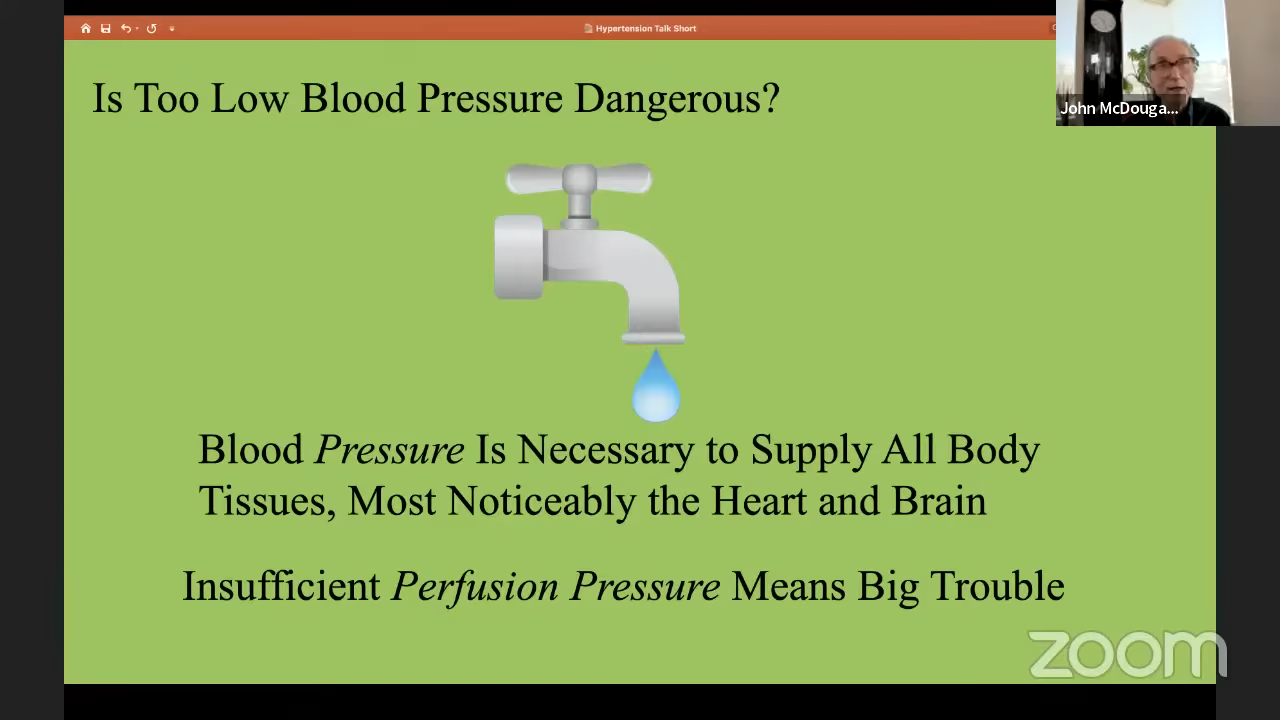 Hypertension Talk Short
John McDouga...
Is Too Low Blood Pressure Dangerous?
Blood Pressure Is Necessary to Supply All Body
Tissues, Most Noticeably the Heart and Brain
Insufficient Perfusion Pressure Means Big Trouble
zoom